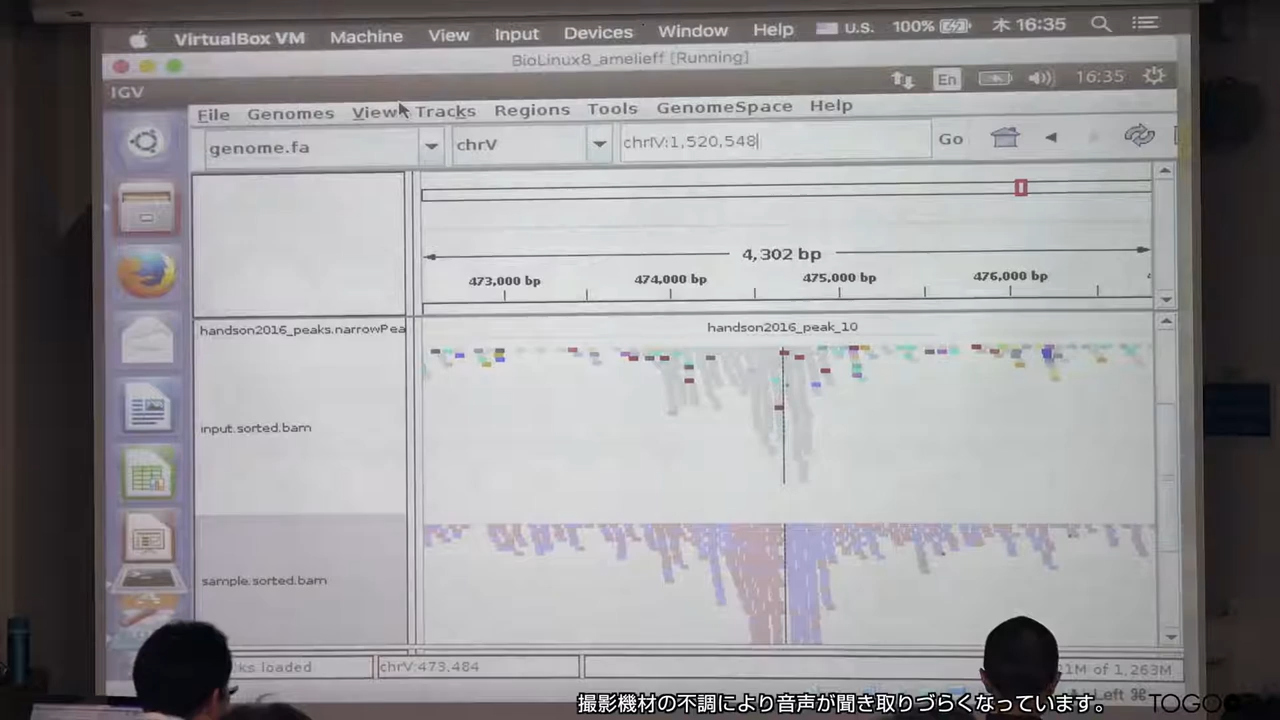 VirtualBox VM Machine View Input Devices Window Help U.S. 100% 木 16:35
BioLinux8_amelieff [Running]
IGV En 16:35
File Genomes View Tracks Regions Tools GenomeSpace Help
genome.fa chrV chrIV:1,520,548 Go
4,302 bp
473,000 bp 474,000 bp 475,000 bp 476,000 bp
handson2016_peaks.narrowPea handson2016_peak_10
input.sorted.bam
sample.sorted.bam
ks loaded chrV:473,484 1M of 1,263M
Left ⌘
撮影機材の不調により音声が聞き取りづらくなっています。